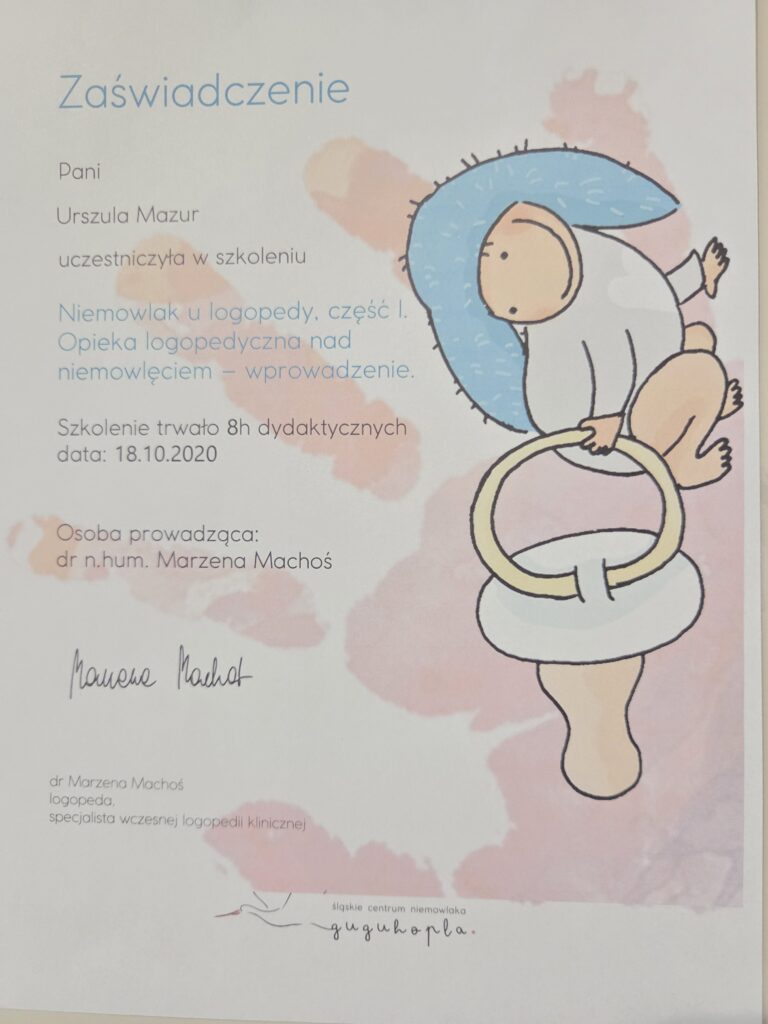 Zaświadczenie
Pani
Urszula Mazur
uczestniczyła w szkoleniu
Niemowlak u logopedy, część I.
Opieka logopedyczna nad
niemowlęciem – wprowadzenie.
Szkolenie trwało 8h dydaktycznych
data: 18.10.2020
Osoba prowadząca:
dr n.hum. Marzena Machoś
Marzena Machoś
dr Marzena Machoś
logopeda,
specjalista wczesnej logopedii klinicznej
śląskie centrum niemowlaka
guguhopla.